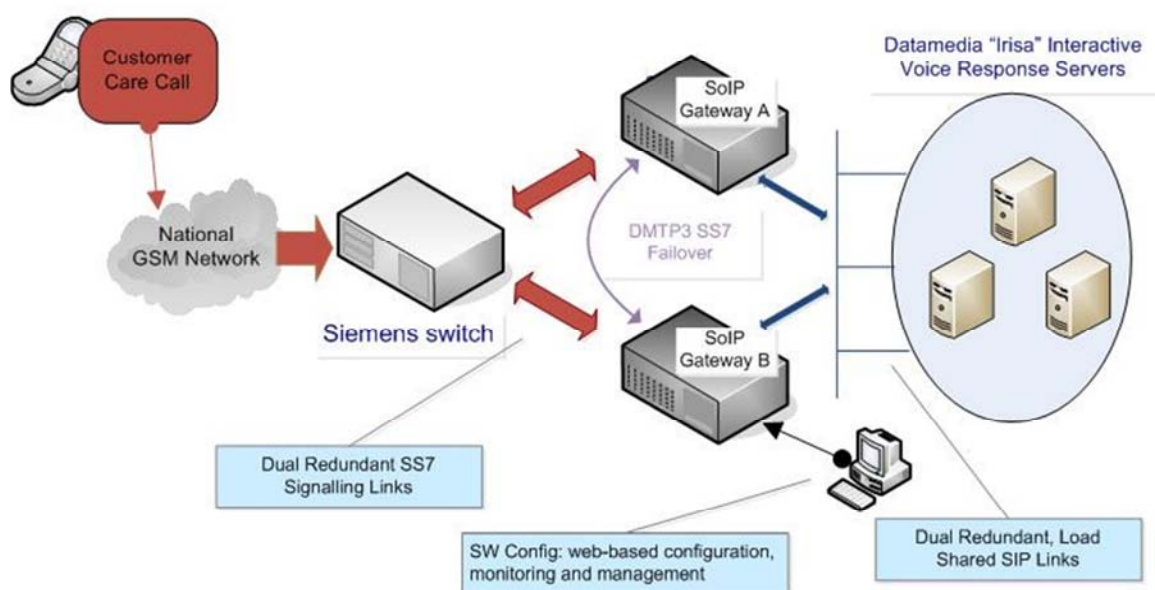 Customer
Care Call
National
GSM Network
Siemens switch
SoIP
Gateway A
DMTP3 SS7
Failover
SoIP
Gateway B
Datamedia “Irisa” Interactive
Voice Response Servers
Dual Redundant SS7
Signalling Links
SW Config: web-based configuration,
monitoring and management
Dual Redundant, Load
Shared SIP Links